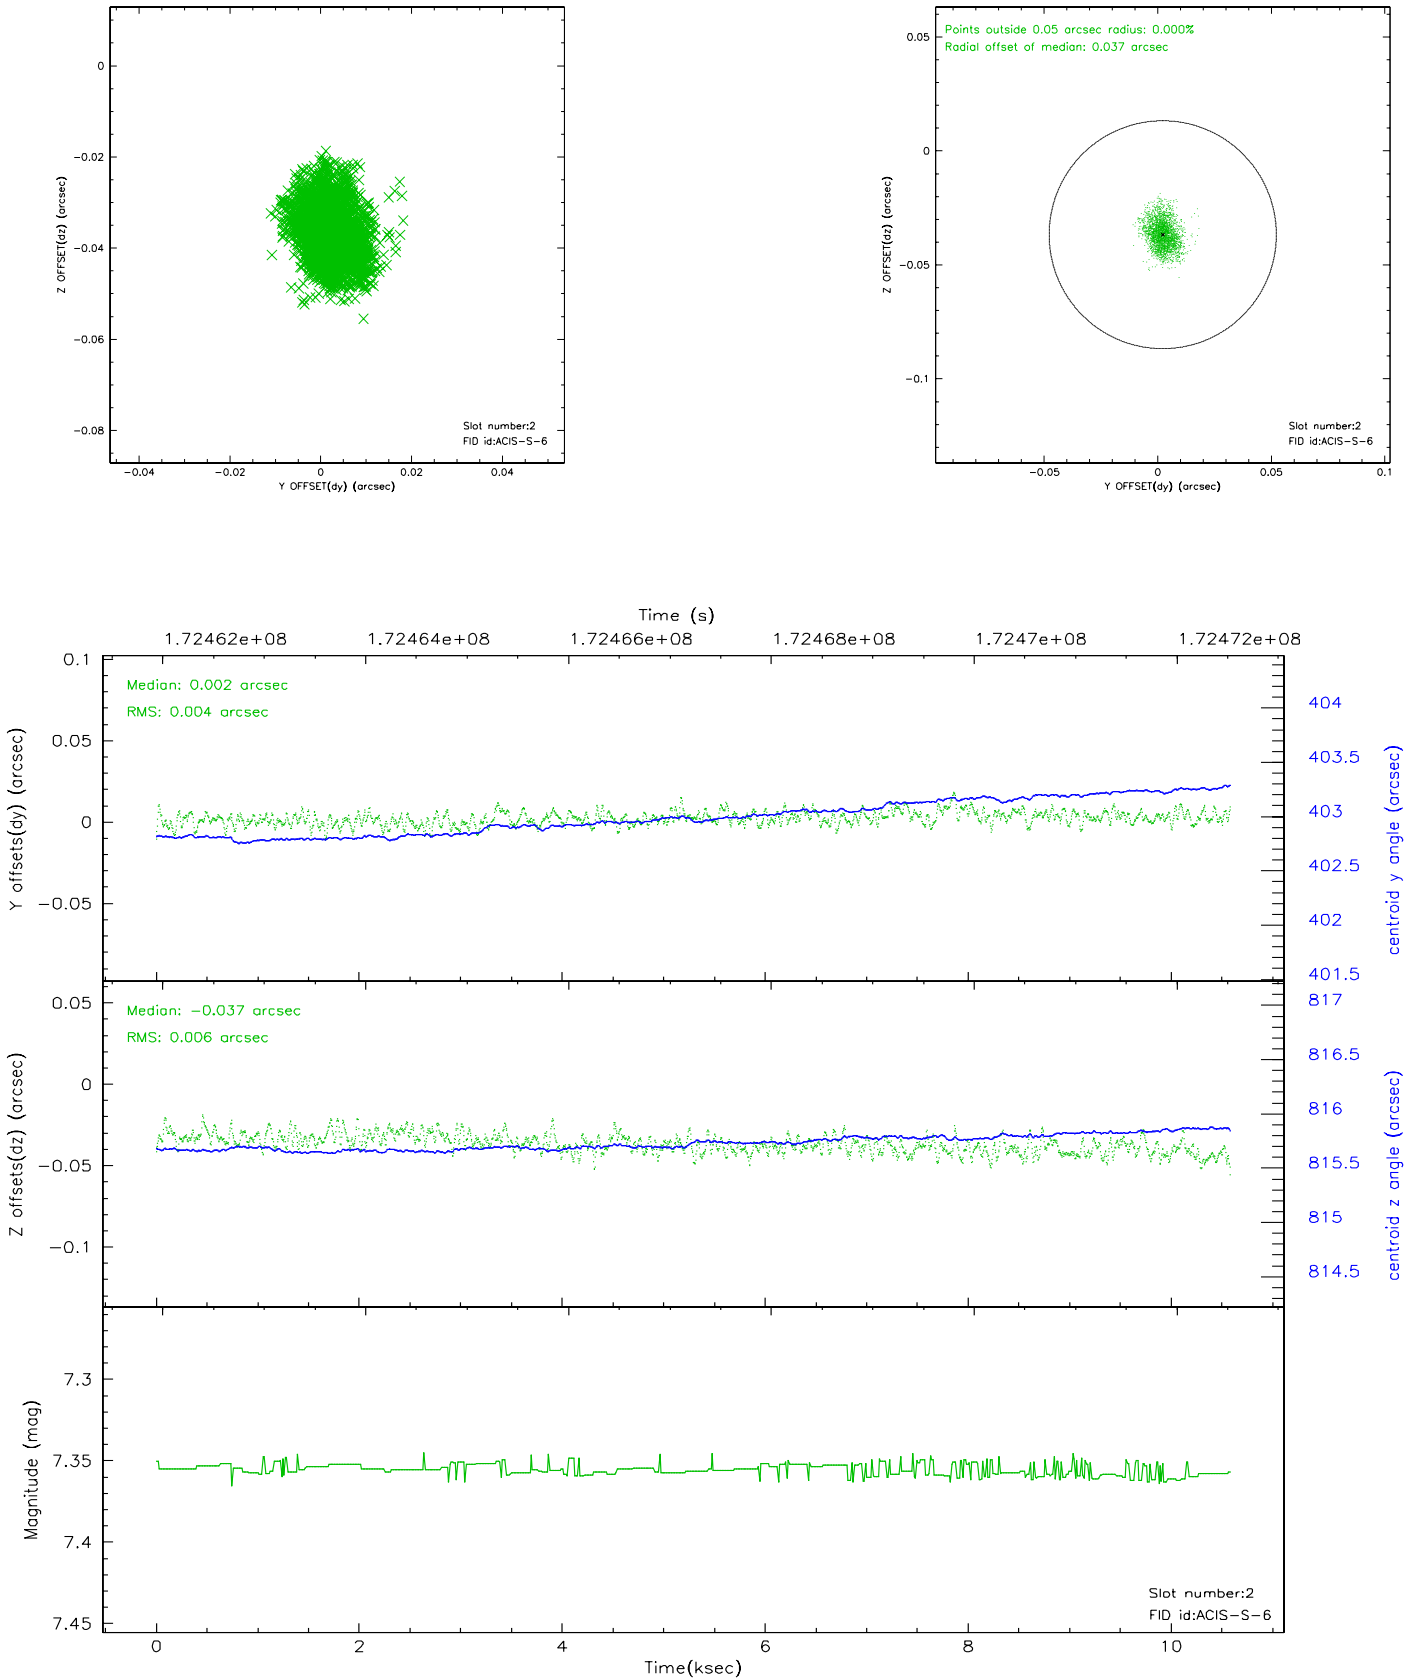 0
−0.02
−0.04
−0.06
−0.08
Z OFFSET(dz) (arcsec)
−0.04
−0.02
0
0.02
0.04
Y OFFSET(dy) (arcsec)
Slot number:2
FID id:ACIS−S−6
Points outside 0.05 arcsec radius: 0.000%
Radial offset of median: 0.037 arcsec
0.05
0
−0.05
−0.1
Z OFFSET(dz) (arcsec)
−0.05
0
0.05
0.1
Y OFFSET(dy) (arcsec)
Slot number:2
FID id:ACIS−S−6
Time (s)
1.72462e+08
1.72464e+08
1.72466e+08
1.72468e+08
1.7247e+08
1.72472e+08
Median: 0.002 arcsec
RMS: 0.004 arcsec
0.1
0.05
0
−0.05
Y offsets(dy) (arcsec)
404
403.5
403
402.5
402
401.5
centroid y angle (arcsec)
Median: −0.037 arcsec
RMS: 0.006 arcsec
0.05
0
−0.05
−0.1
Z offsets(dz) (arcsec)
817
816.5
816
815.5
815
814.5
centroid z angle (arcsec)
7.3
7.35
7.4
7.45
Magnitude (mag)
Slot number:2
FID id:ACIS−S−6
0
2
4
6
8
10
Time(ksec)